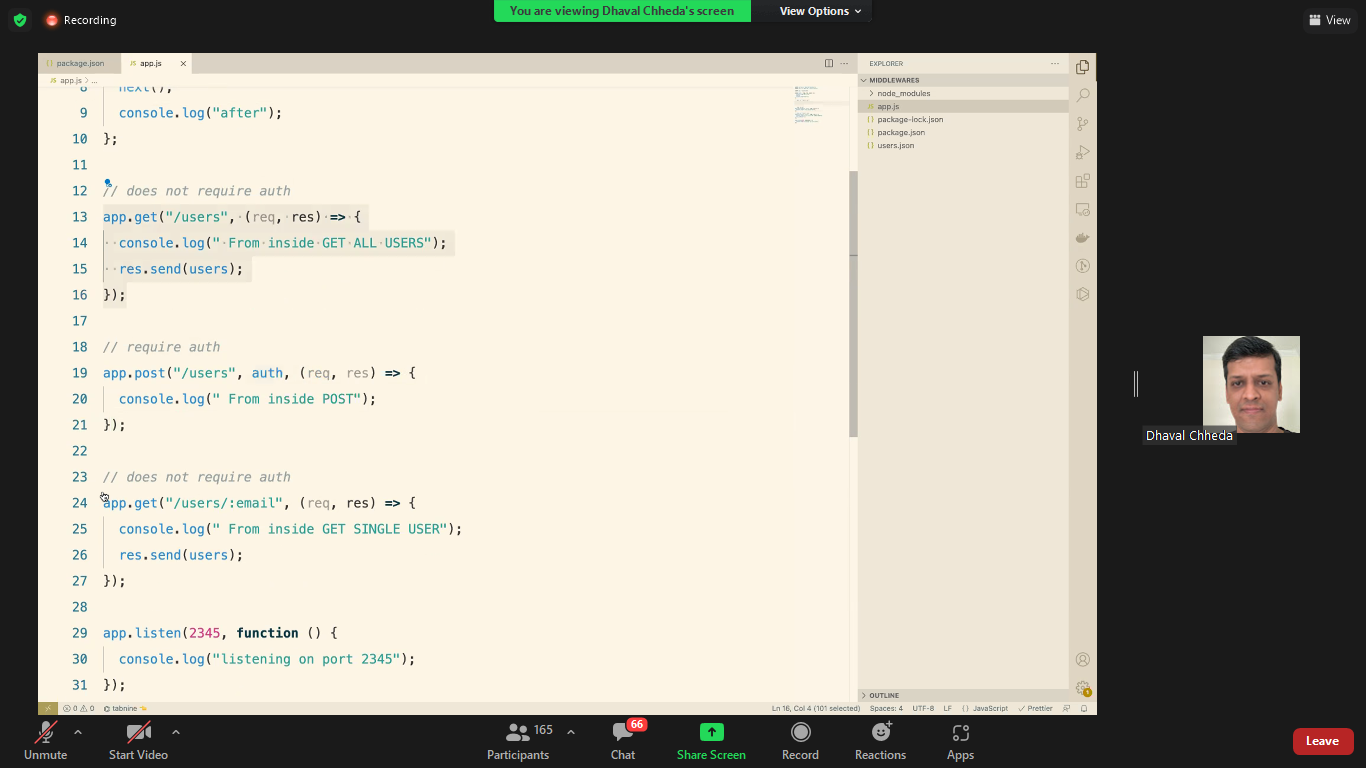 Recording
You are viewing Dhaval Chheda's screen
View Options
View
package.json
JS app.js
JS app.js > ...
8 next();
9 console.log("after");
10 };
11
12 // does not require auth
13 app.get("/users", (req, res) => {
14 console.log(" From inside GET ALL USERS");
15 res.send(users);
16 });
17
18 // require auth
19 app.post("/users", auth, (req, res) => {
20 console.log(" From inside POST");
21 });
22
23 // does not require auth
24 app.get("/users/:email", (req, res) => {
25 console.log(" From inside GET SINGLE USER");
26 res.send(users);
27 });
28
29 app.listen(2345, function () {
30 console.log("listening on port 2345");
31 });
EXPLORER
MIDDLEWARES
node_modules
JS app.js
{} package-lock.json
{} package.json
{} users.json
OUTLINE
1
0 0 tabnine
Ln 16, Col 4 (101 selected) Spaces: 4 UTF-8 LF {} JavaScript Prettier
Dhaval Chheda
Unmute
Start Video
165
Participants
66
Chat
Share Screen
Record
Reactions
Apps
Leave